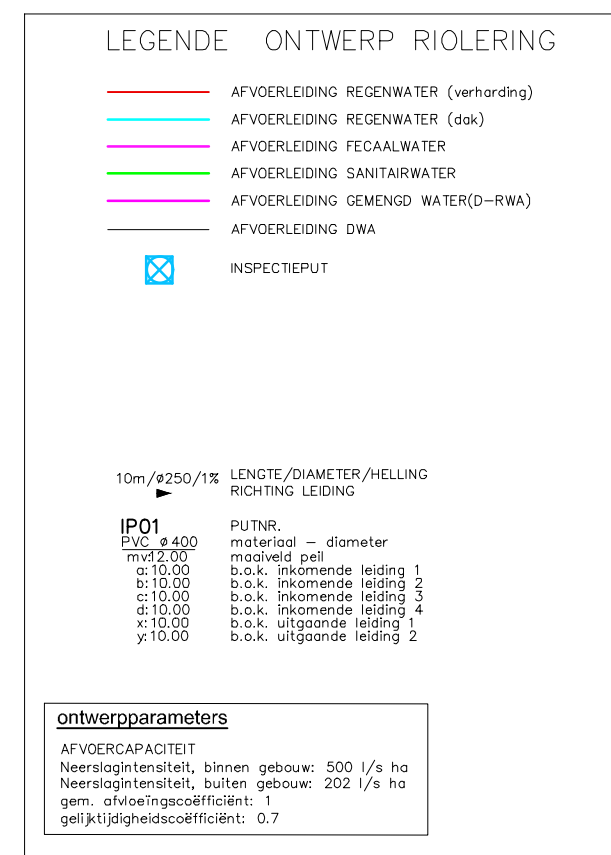 LEGENDE ONTWERP RIOLERING
AFVOERLEIDING REGENWATER (verharding)
AFVOERLEIDING REGENWATER (dak)
AFVOERLEIDING FECAALWATER
AFVOERLEIDING SANITAIRWATER
AFVOERLEIDING GEMENGD WATER(D-RWA)
AFVOERLEIDING DWA
INSPECTIEPUT
10m/ø250/1% LENGTE/DIAMETER/HELLING
RICHTING LEIDING
IP01 PUTNR.
PVC ø400 materiaal - diameter
mv:12.00 maaiveld peil
a:10.00 b.o.k. inkomende leiding 1
b:10.00 b.o.k. inkomende leiding 2
c:10.00 b.o.k. inkomende leiding 3
d:10.00 b.o.k. inkomende leiding 4
x:10.00 b.o.k. uitgaande leiding 1
y:10.00 b.o.k. uitgaande leiding 2
ontwerpparameters
AFVOERCAPACITEIT
Neerslagintensiteit, binnen gebouw: 500 l/s ha
Neerslagintensiteit, buiten gebouw: 202 l/s ha
gem. afvloeïngscoëfficiënt: 1
gelijktijdigheidscoëfficiënt: 0.7